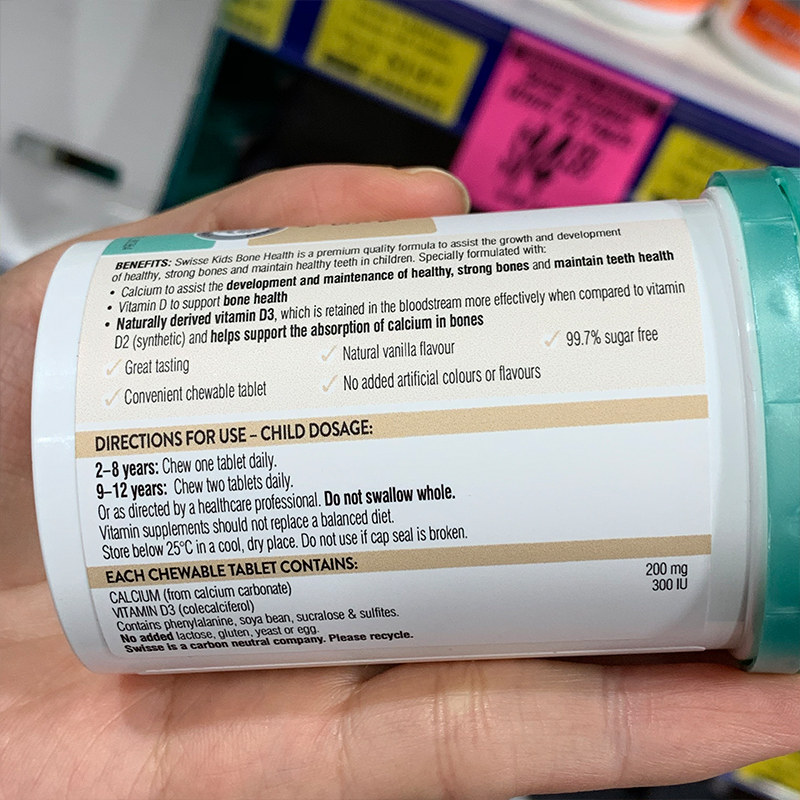 BENEFITS: Swisse Kids Bone Health is a premium quality formula to assist the growth and development
of healthy, strong bones and maintain healthy teeth in children. Specially formulated with:
• Calcium to assist the development and maintenance of healthy, strong bones and maintain teeth health
• Vitamin D to support bone health
• Naturally derived vitamin D3, which is retained in the bloodstream more effectively when compared to vitamin
D2 (synthetic) and helps support the absorption of calcium in bones
✓ Great tasting ✓ Natural vanilla flavour ✓ 99.7% sugar free
✓ Convenient chewable tablet ✓ No added artificial colours or flavours
DIRECTIONS FOR USE – CHILD DOSAGE:
2–8 years: Chew one tablet daily.
9–12 years: Chew two tablets daily.
Or as directed by a healthcare professional. Do not swallow whole.
Vitamin supplements should not replace a balanced diet.
Store below 25°C in a cool, dry place. Do not use if cap seal is broken.
EACH CHEWABLE TABLET CONTAINS:
CALCIUM (from calcium carbonate) 200 mg
VITAMIN D3 (colecalciferol) 300 IU
Contains phenylalanine, soya bean, sucralose & sulfites.
No added lactose, gluten, yeast or egg.
Swisse is a carbon neutral company. Please recycle.